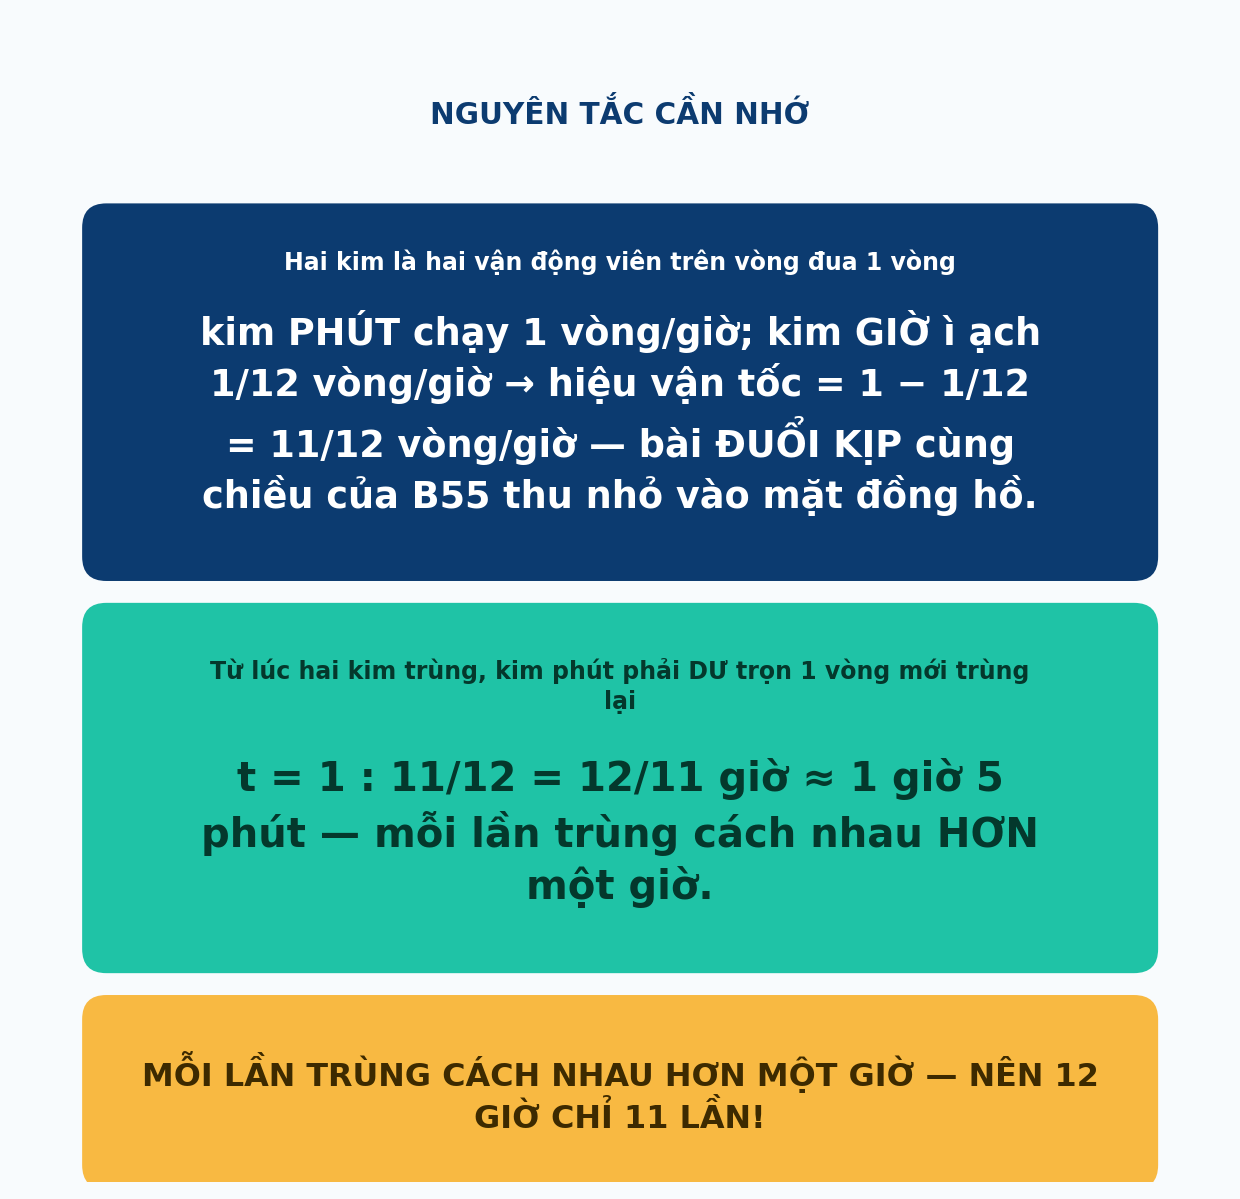 NGUYÊN TẮC CẦN NHỚ
Hai kim là hai vận động viên trên vòng đua 1 vòng
kim PHÚT chạy 1 vòng/giờ; kim GIỜ ì ạch
1/12 vòng/giờ → hiệu vận tốc = 1 − 1/12
= 11/12 vòng/giờ — bài ĐUỔI KỊP cùng
chiều của B55 thu nhỏ vào mặt đồng hồ.
Từ lúc hai kim trùng, kim phút phải DƯ trọn 1 vòng mới trùng
lại
t = 1 : 11/12 = 12/11 giờ ≈ 1 giờ 5
phút — mỗi lần trùng cách nhau HƠN
một giờ.
MỖI LẦN TRÙNG CÁCH NHAU HƠN MỘT GIỜ — NÊN 12
GIỜ CHỈ 11 LẦN!